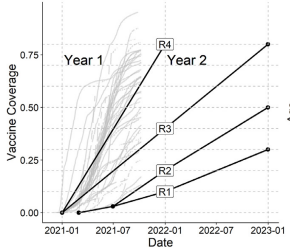 R4
Year 1
Year 2
R3
R2
R1
Vaccine Coverage
0.75
0.50
0.25
0.00
2021-01
2021-07
2022-01
2022-07
2023-01
Date